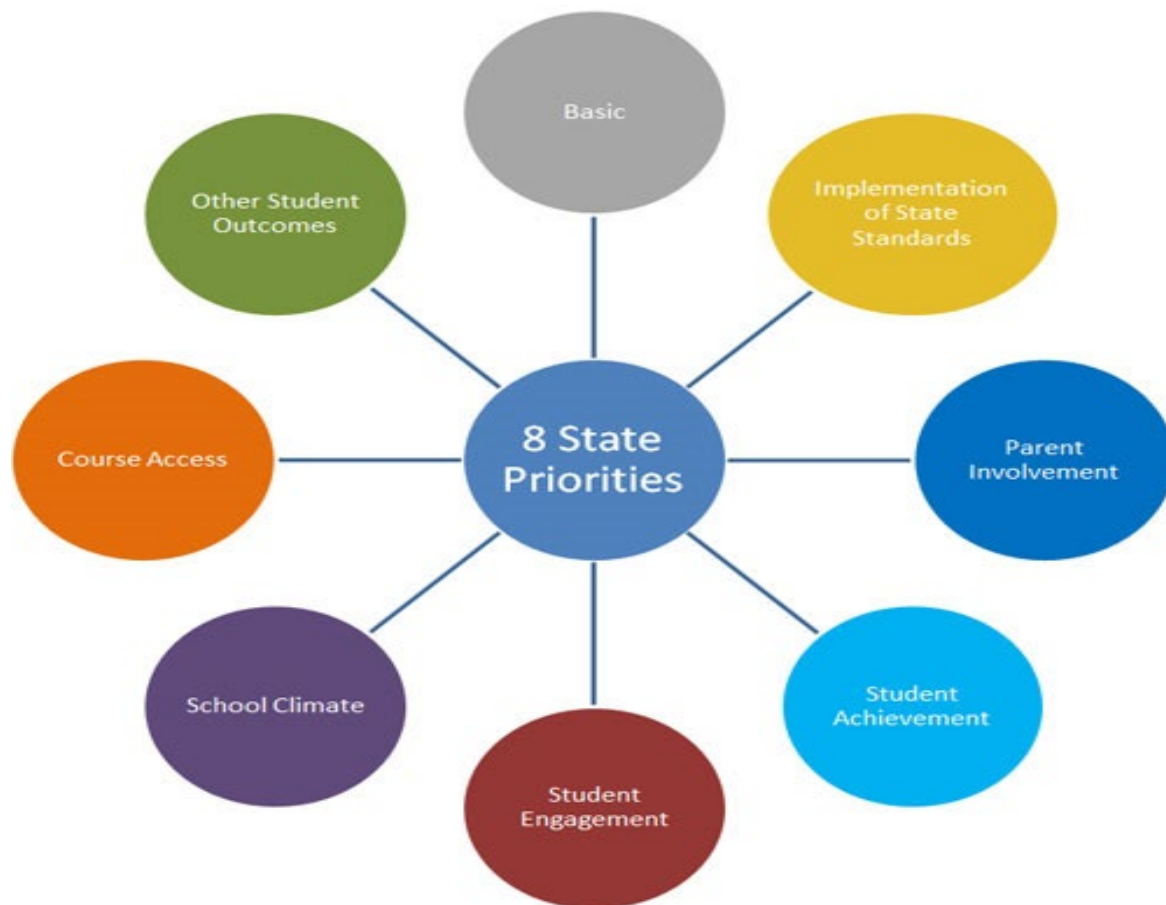 Basic
Implementation
of State
Standards
Other Student
Outcomes
8 State
Priorities
Course Access
Parent
Involvement
School Climate
Student
Achievement
Student
Engagement